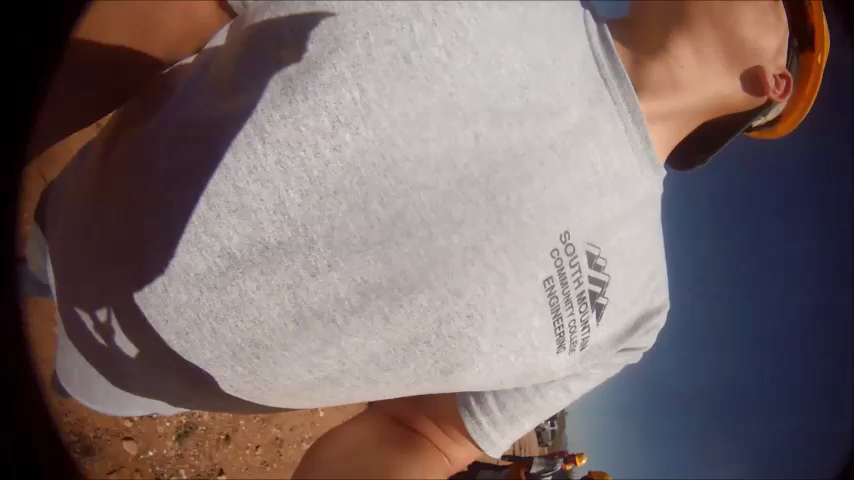 SOUTH MOUNTAIN
COMMUNITY COLLEGE
ENGINEERING